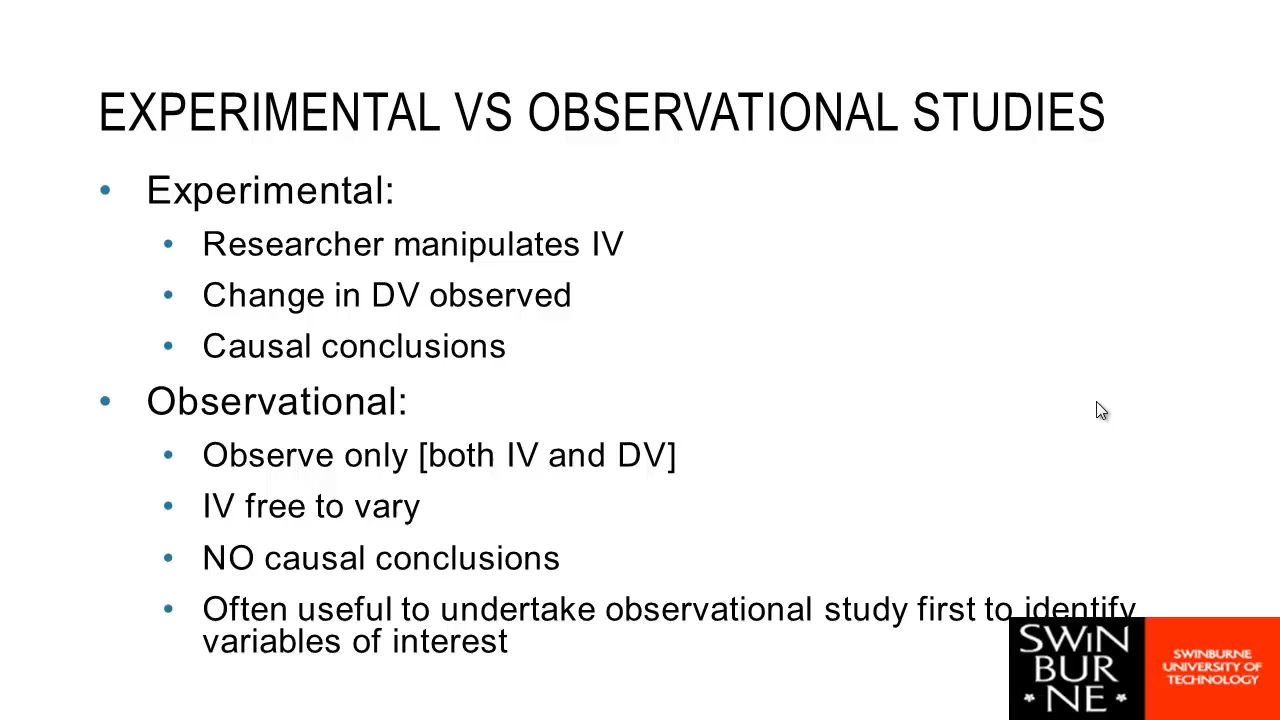 EXPERIMENTAL VS OBSERVATIONAL STUDIES
• Experimental:
• Researcher manipulates IV
• Change in DV observed
• Causal conclusions
• Observational:
• Observe only [both IV and DV]
• IV free to vary
• NO causal conclusions
• Often useful to undertake observational study first to identify
variables of interest
SWIN
BUR
NE
SWINBURNE
UNIVERSITY OF
TECHNOLOGY